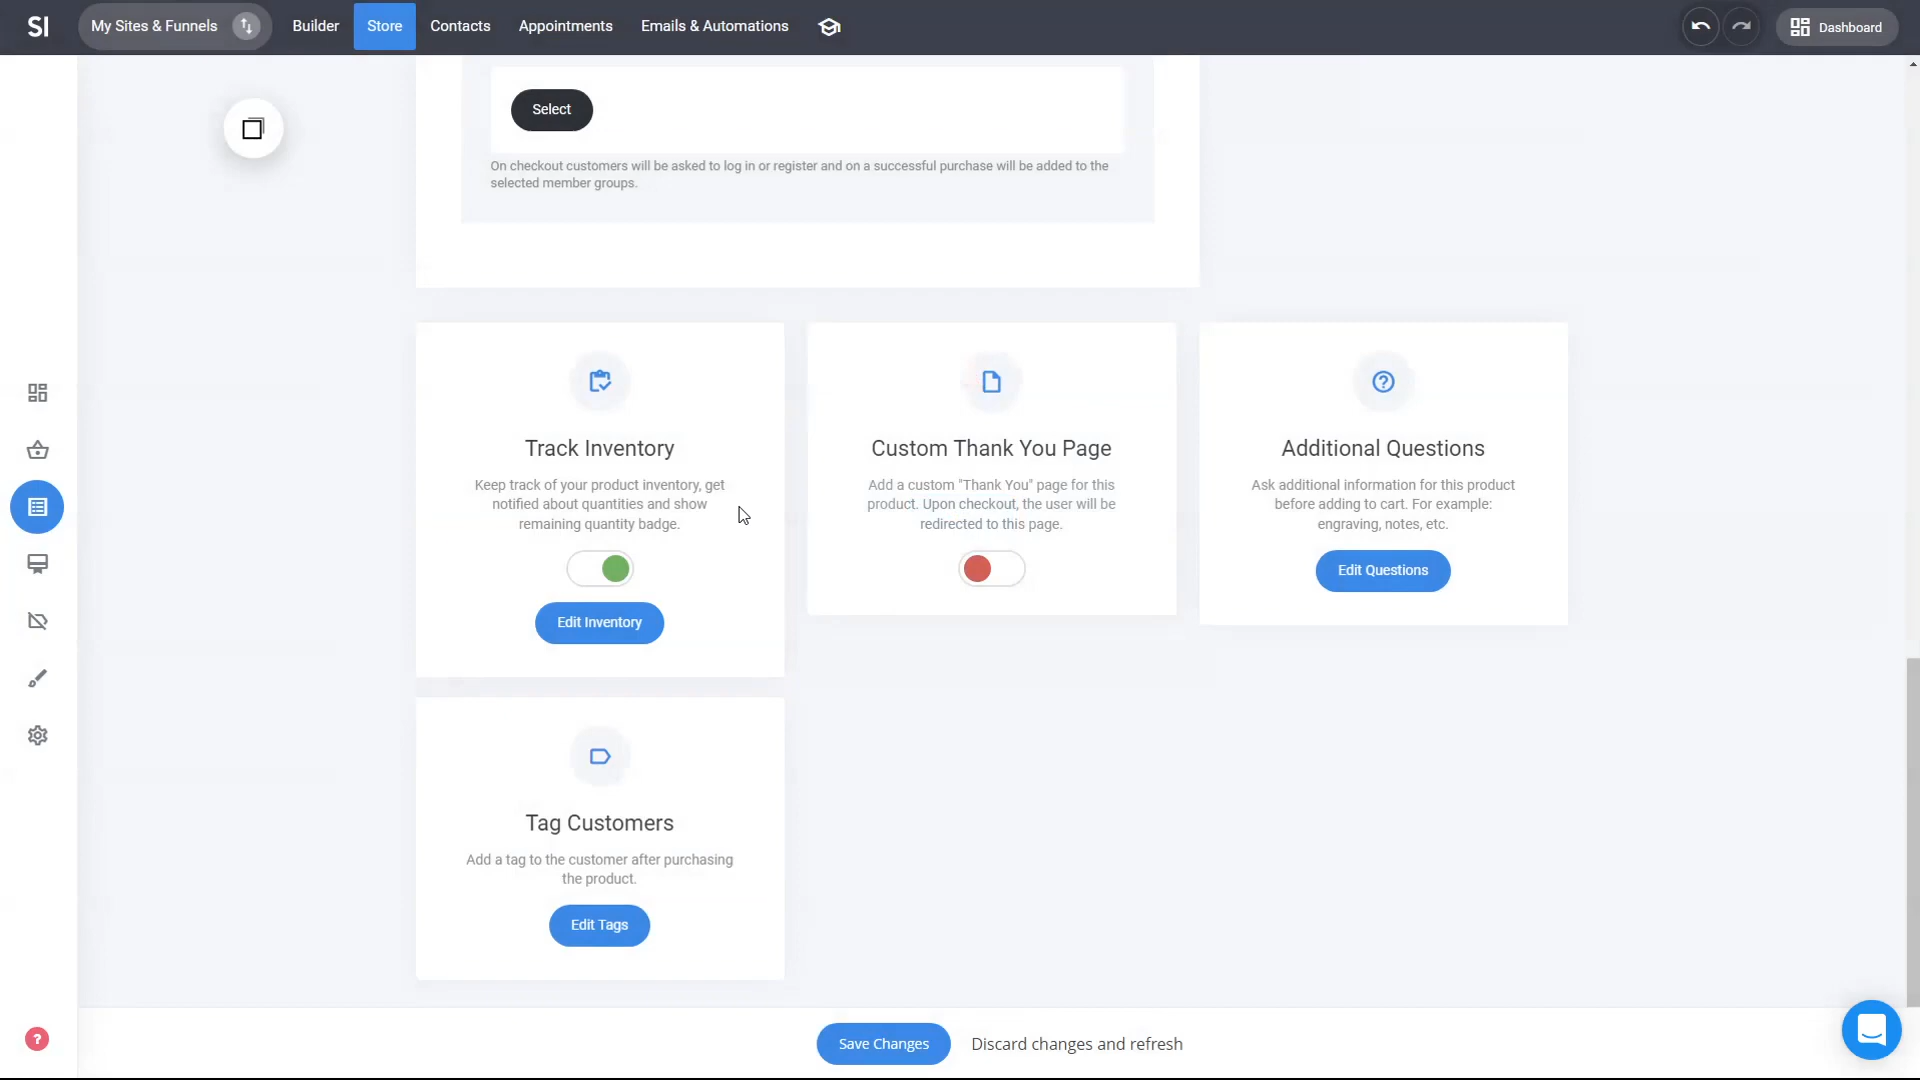 SI My Sites & Funnels Builder Store Contacts Appointments Emails & Automations Dashboard
Select
On checkout customers will be asked to log in or register and on a successful purchase will be added to the
selected member groups.
Track Inventory
Keep track of your product inventory, get
notified about quantities and show
remaining quantity badge.
Edit Inventory
Custom Thank You Page
Add a custom "Thank You" page for this
product. Upon checkout, the user will be
redirected to this page.
Additional Questions
Ask additional information for this product
before adding to cart. For example:
engraving, notes, etc.
Edit Questions
Tag Customers
Add a tag to the customer after purchasing
the product.
Edit Tags
?
Save Changes Discard changes and refresh